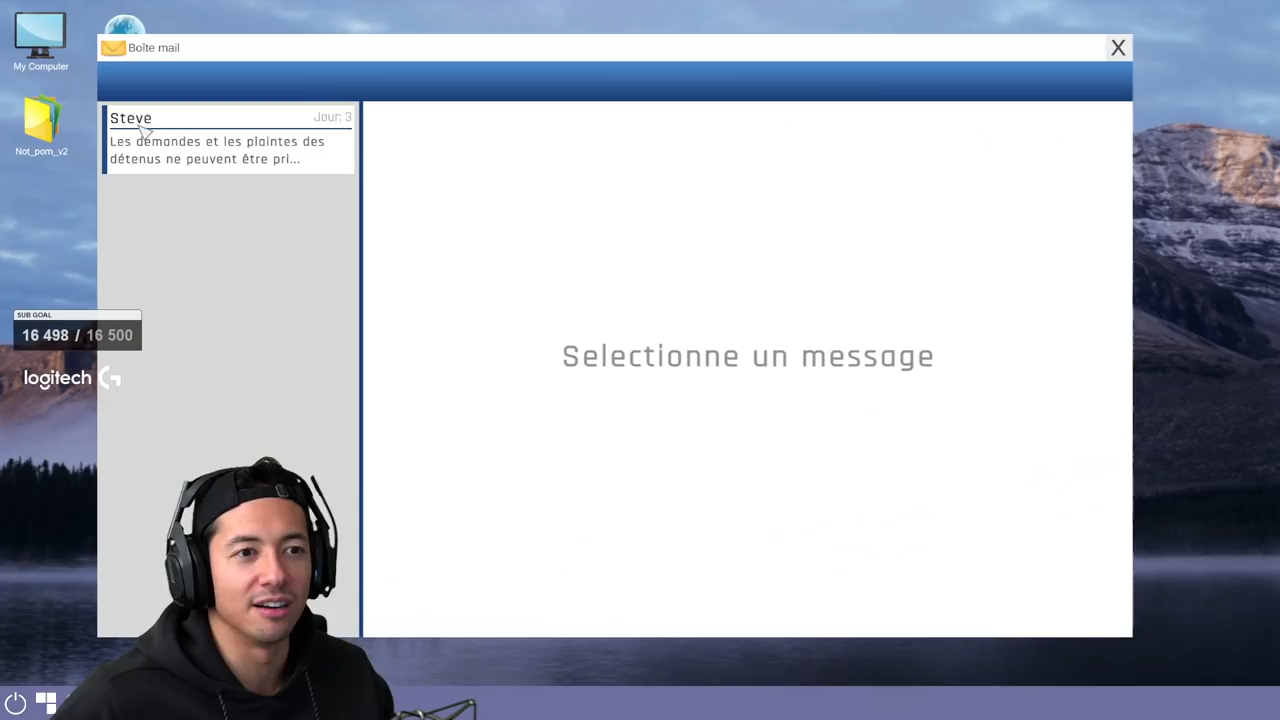 My Computer
Not_porn_v2
Boîte mail
X
Steve
Jour: 3
Les demandes et les plaintes des
détenus ne peuvent être pri...
Selectionne un message
SUB GOAL
16 498 / 16 500
logitech G